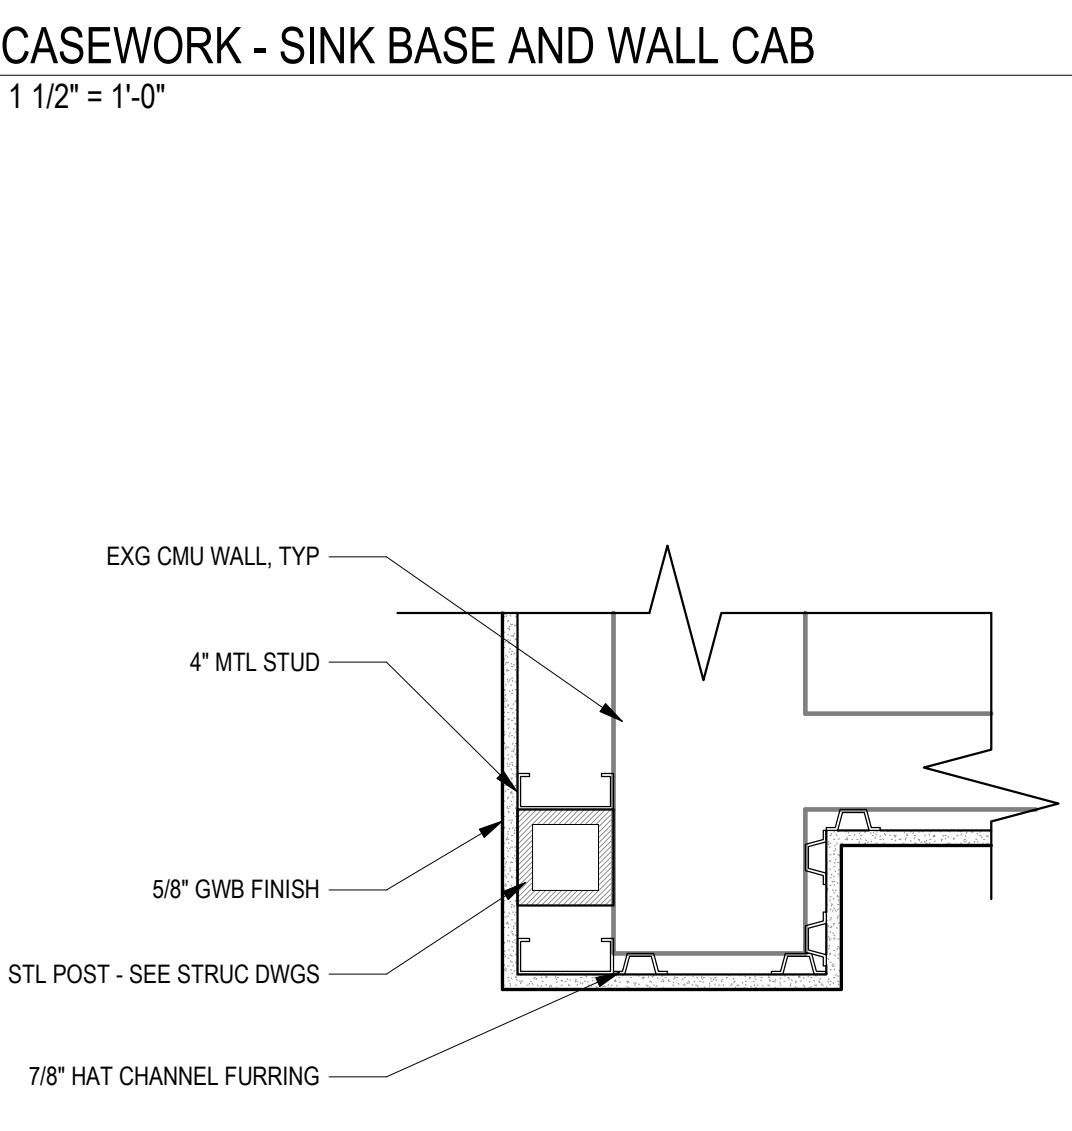 CASEWORK - SINK BASE AND WALL CAB
1 1/2" = 1'-0"
EXG CMU WALL, TYP
4" MTL STUD
5/8" GWB FINISH
STL POST - SEE STRUC DWGS
7/8" HAT CHANNEL FURRING